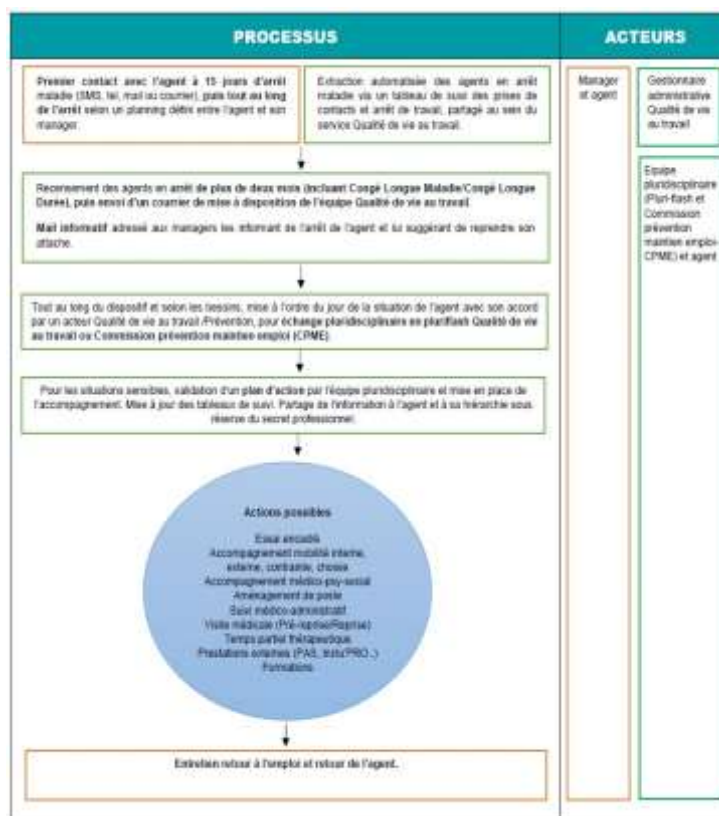 PROCESSUS
ACTEURS
Premier contact avec l'agent à 15 jours d'arrêt
maladie (SMS, tel, mail ou courrier), puis tout au long
de l'arrêt selon un planning défini entre l'agent et son
manager.
Extraction automatisée des agents en arrêt
maladie via un tableau de suivi des prises de
contacts et arrêt de travail, partagé au sein du
service Qualité de vie au travail.
Manager
et agent
Gestionnaire
administrative
Qualité de vie
au travail
Recensement des agents en arrêt de plus de deux mois (incluant Congé Longue Maladie/Congé Longue
Durée), puis envoi d'un courrier de mise à disposition de l'équipe Qualité de vie au travail.
Mail informatif adressé aux managers les informant de l'arrêt de l'agent et lui suggérant de reprendre son
attache.
Equipe
pluridisciplinaire
(Pluri-flash et
Commission
prévention
maintien emploi-
CPME) et agent
Tout au long du dispositif et selon les besoins, mise à l'ordre du jour de la situation de l'agent avec son accord
par un acteur Qualité de vie au travail /Prévention, pour échange pluridisciplinaire en pluriflash Qualité de vie
au travail ou Commission prévention maintien emploi (CPME).
Pour les situations sensibles, validation d'un plan d'action par l'équipe pluridisciplinaire et mise en place de
l'accompagnement. Mise à jour des tableaux de suivi. Partage de l'information à l'agent et à sa hiérarchie sous
réserve du secret professionnel.
Actions possibles
Essai encadré
Accompagnement mobilité interne,
externe, contrainte, choisie
Accompagnement médico-psy-social
Aménagement de poste
Suivi médico-administratif
Visite médicale (Pré-reprise/Reprise)
Temps partiel thérapeutique
Prestations externes (PAS,
Formations
Entretien retour à l'emploi et retour de l'agent.